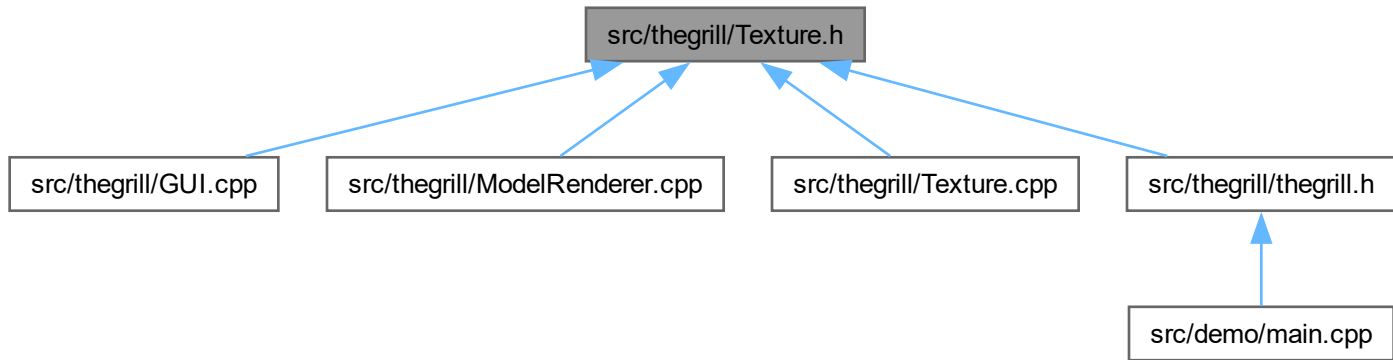 src/thegrill/Texture.h
src/thegrill/GUI.cpp
src/thegrill/ModelRenderer.cpp
src/thegrill/Texture.cpp
src/thegrill/thegrill.h
src/demo/main.cpp